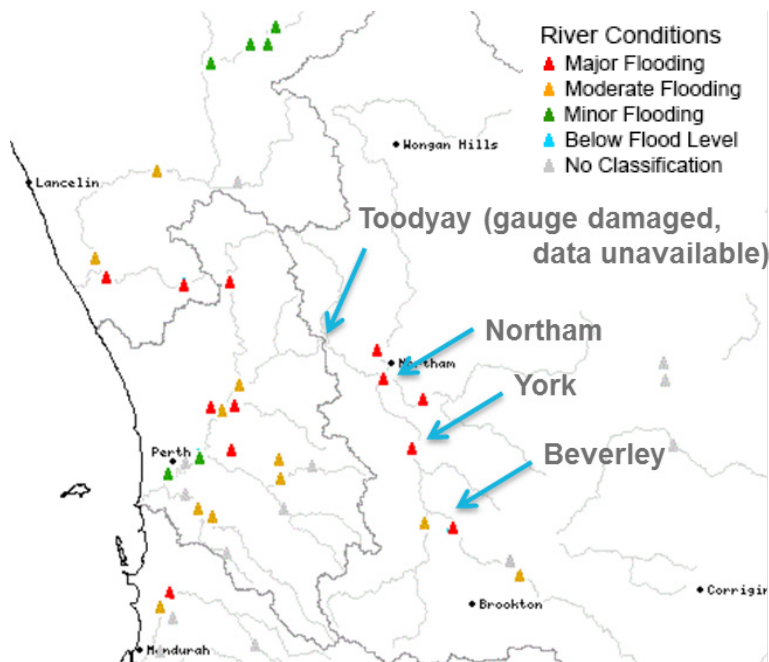 River Conditions
Major Flooding
Moderate Flooding
Minor Flooding
Below Flood Level
No Classification
Wongan Hills
Lancelin
Toodyay (gauge damaged,
data unavailable)
Northam
Northam
York
Perth
Beverley
Corrigin
Brookton
Mandurah